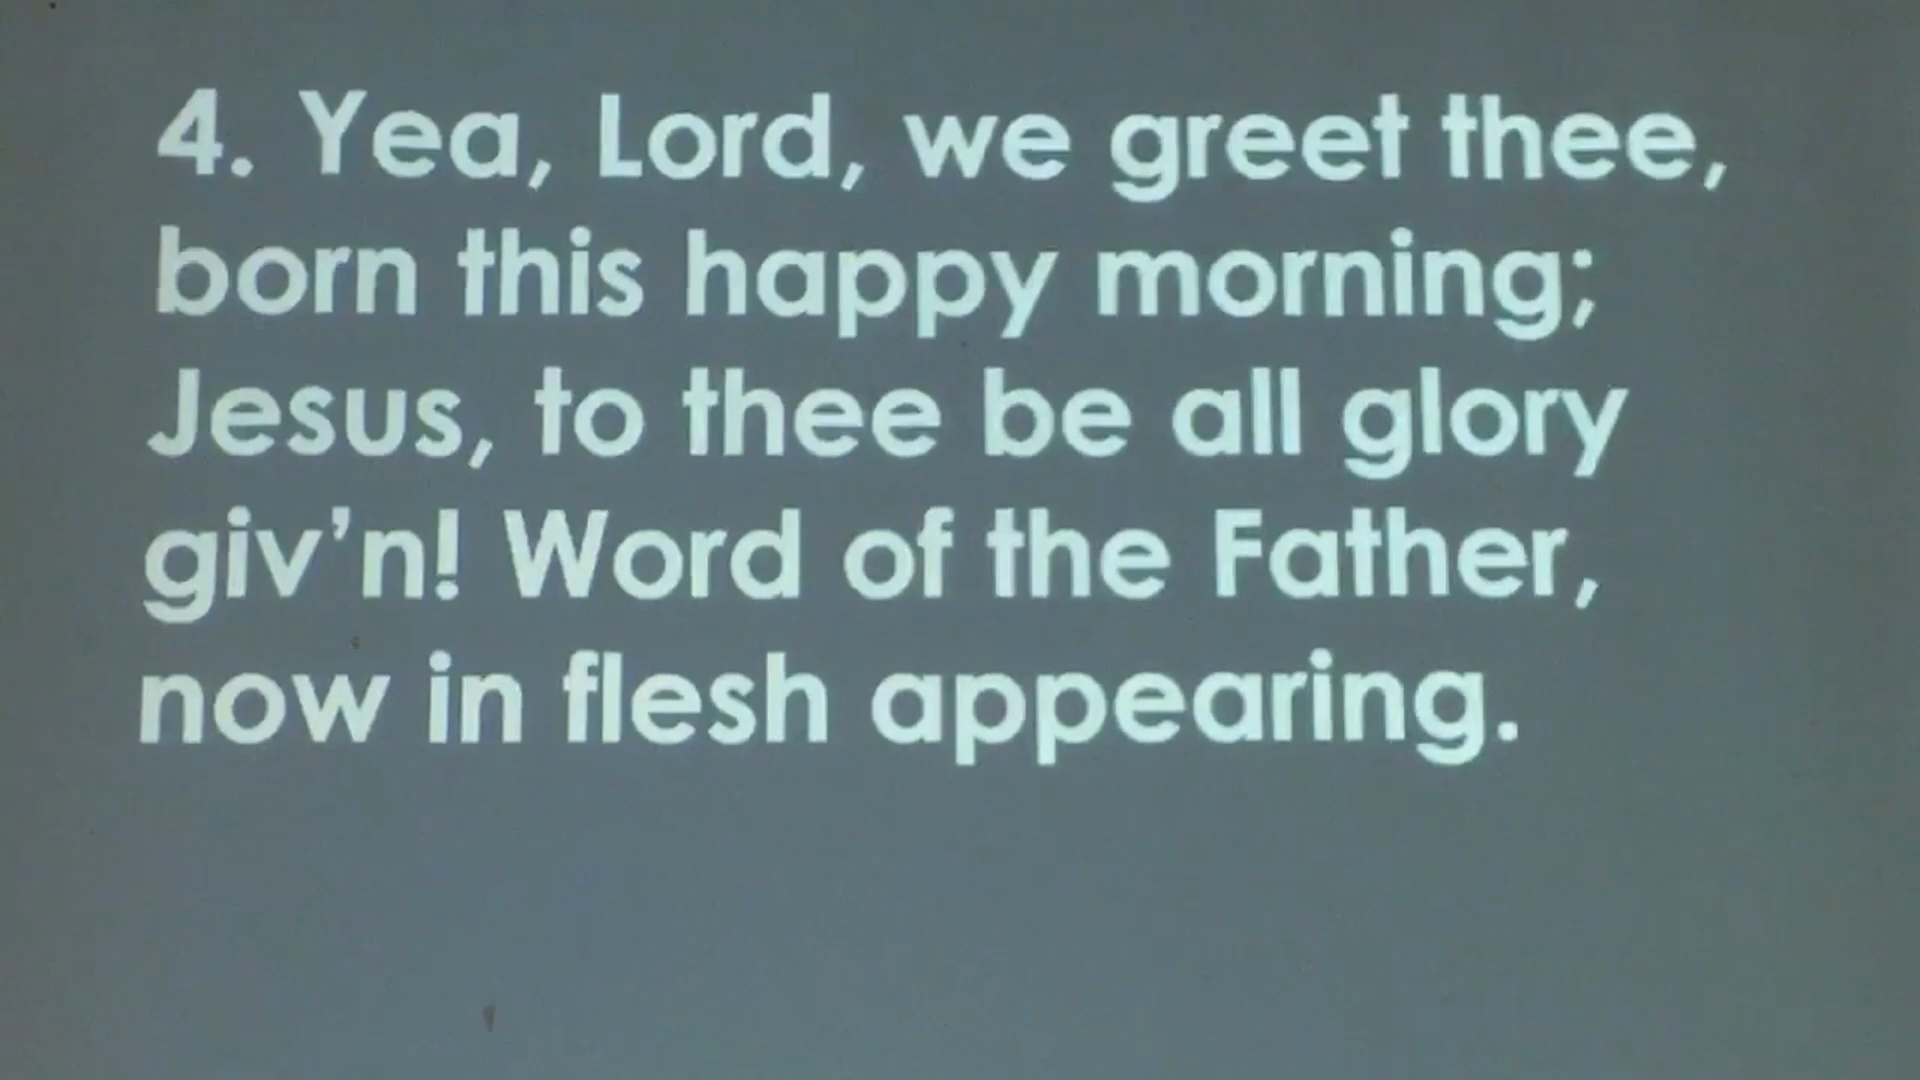 4. Yea, Lord, we greet thee,
born this happy morning;
Jesus, to thee be all glory
giv’n! Word of the Father,
now in flesh appearing.